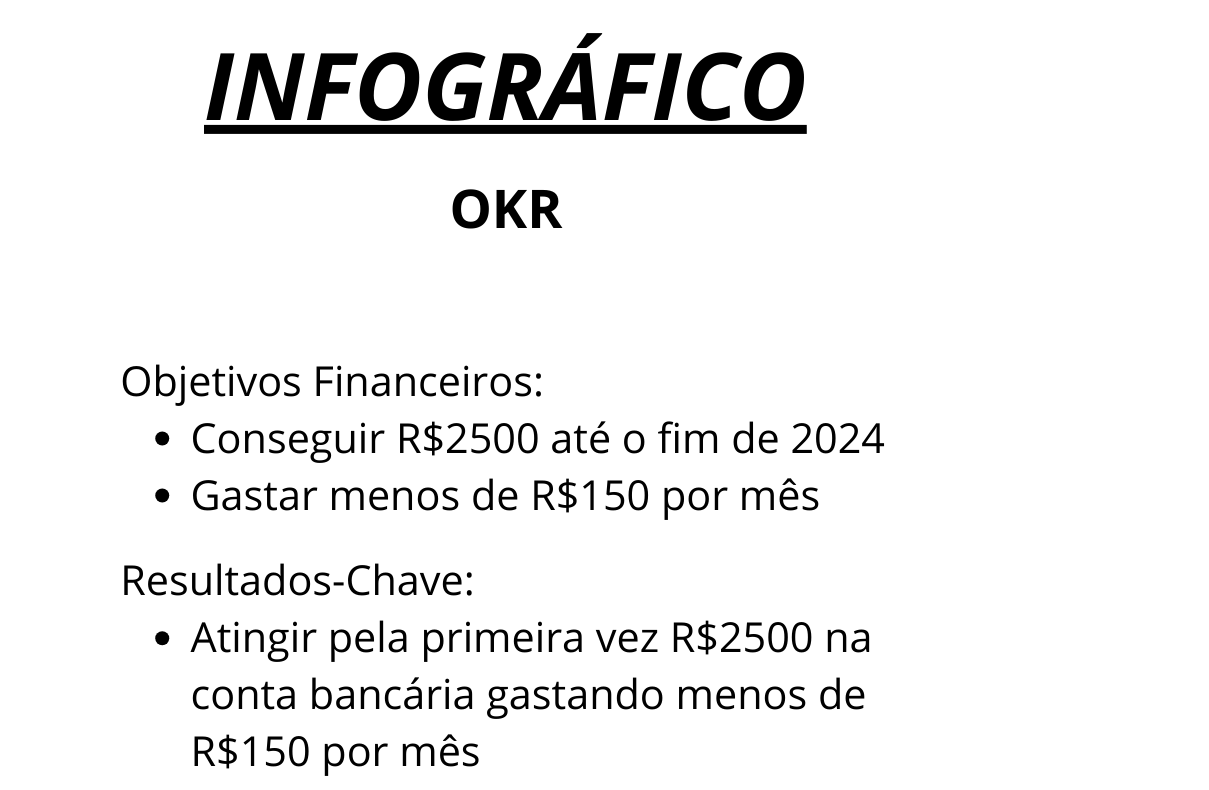 INFOGRÁFICO
OKR
Objetivos Financeiros:
• Conseguir R$2500 até o fim de 2024
• Gastar menos de R$150 por mês
Resultados-Chave:
• Atingir pela primeira vez R$2500 na
conta bancária gastando menos de
R$150 por mês